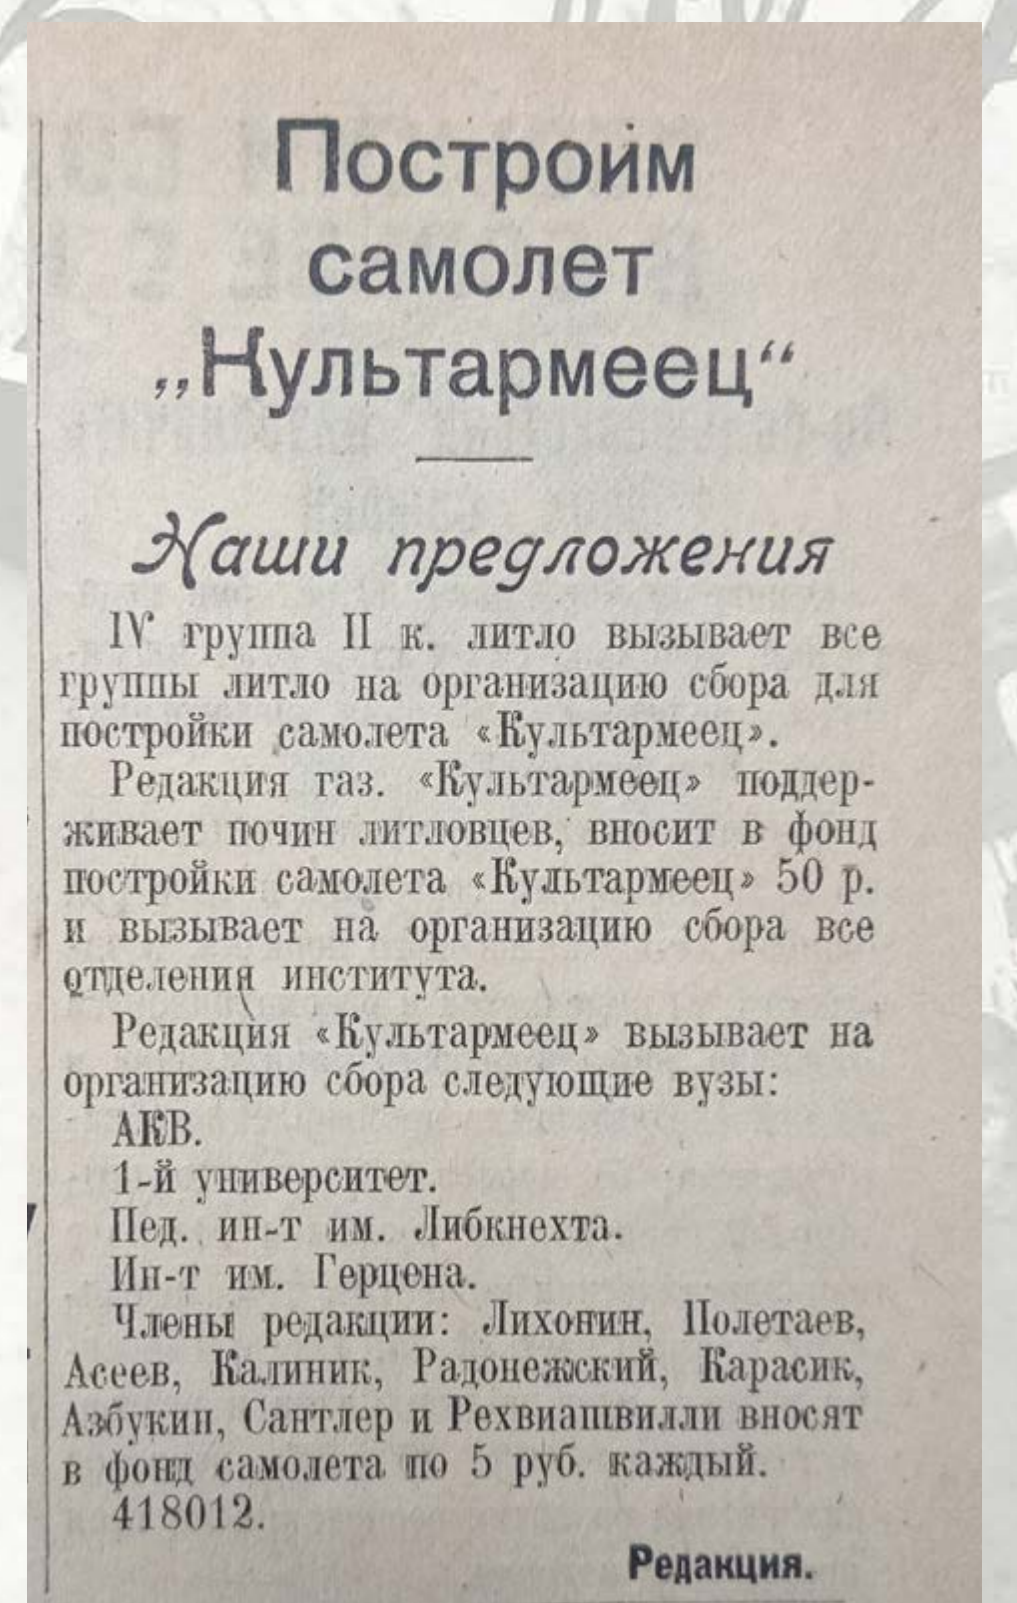 Построим
самолет
„Культармеец“
Наши предложения
IV группа II к. литло вызывает все
группы литло на организацию сбора для
постройки самолета «Культармеец».
Редакция газ. «Культармеец» поддер-
живает почин литловцев, вносит в фонд
постройки самолета «Культармеец» 50 р.
и вызывает на организацию сбора все
отделения института.
Редакция «Культармеец» вызывает на
организацию сбора следующие вузы:
АКВ.
1-й университет.
Пед. ин-т им. Либкнехта.
Ин-т им. Герцена.
Члены редакции: Лихонин, Полетаев,
Асеев, Калиник, Радонежский, Карасик,
Азбукин, Сантлер и Рехвиашвилли вносят
в фонд самолета по 5 руб. каждый.
418012.
Редакция.